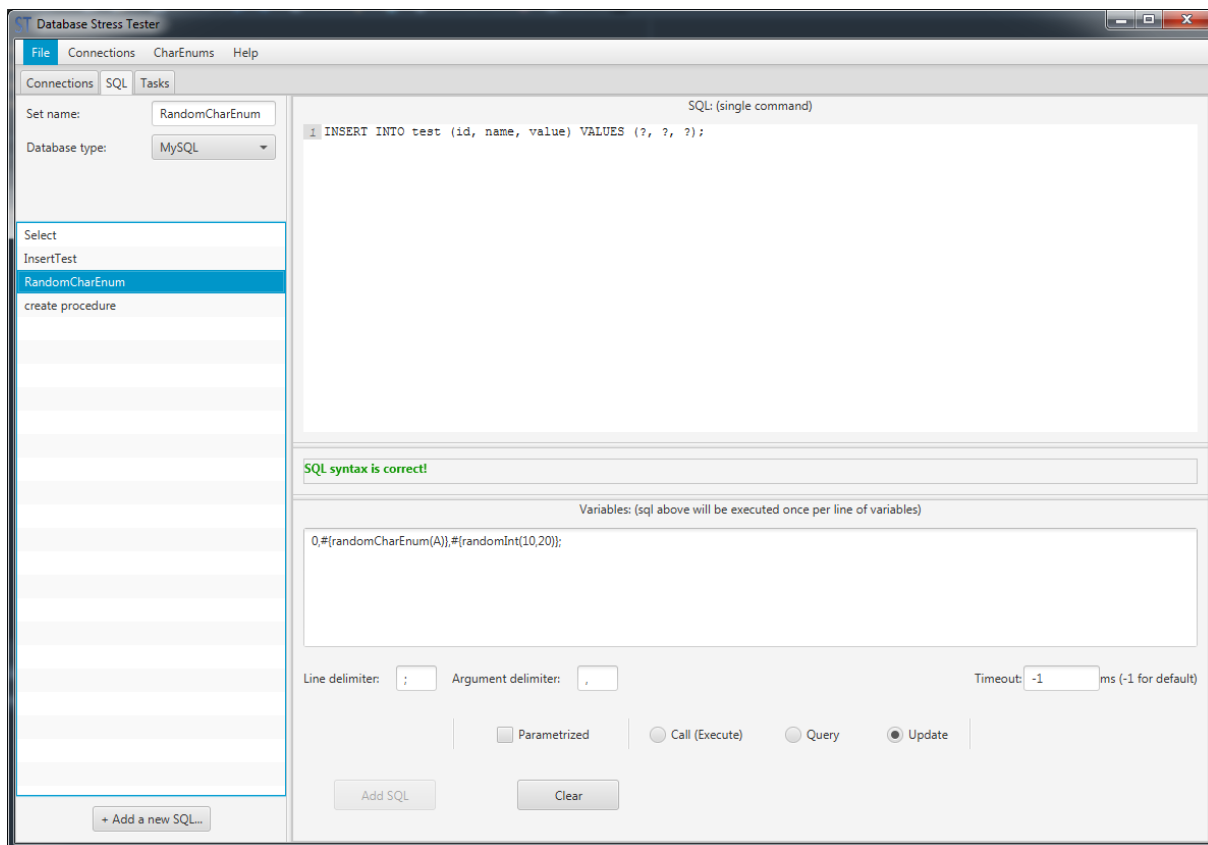 ST Database Stress Tester
File Connections CharEnums Help
Connections SQL Tasks
Set name: RandomCharEnum
Database type: MySQL
Select
InsertTest
RandomCharEnum
create procedure
+ Add a new SQL...
SQL: (single command)
1 INSERT INTO test (id, name, value) VALUES (?, ?, ?);
SQL syntax is correct!
Variables: (sql above will be executed once per line of variables)
0,#{randomCharEnum(A)},#{randomInt(10,20)};
Line delimiter: ; Argument delimiter: , Timeout: -1 ms (-1 for default)
Parametrized Call (Execute) Query Update
Add SQL Clear